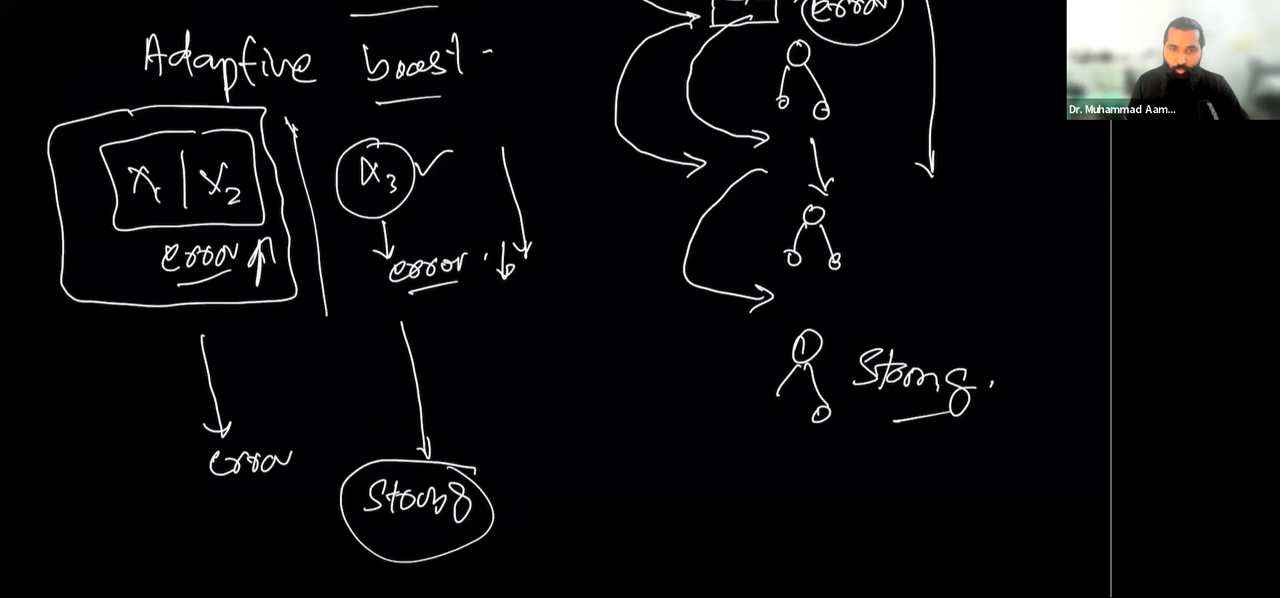 error
Adaptive boost -
Dr. Muhammad Aam...
X1 | X2
X3
error ↑
error ↓
Strong.
error
Strong